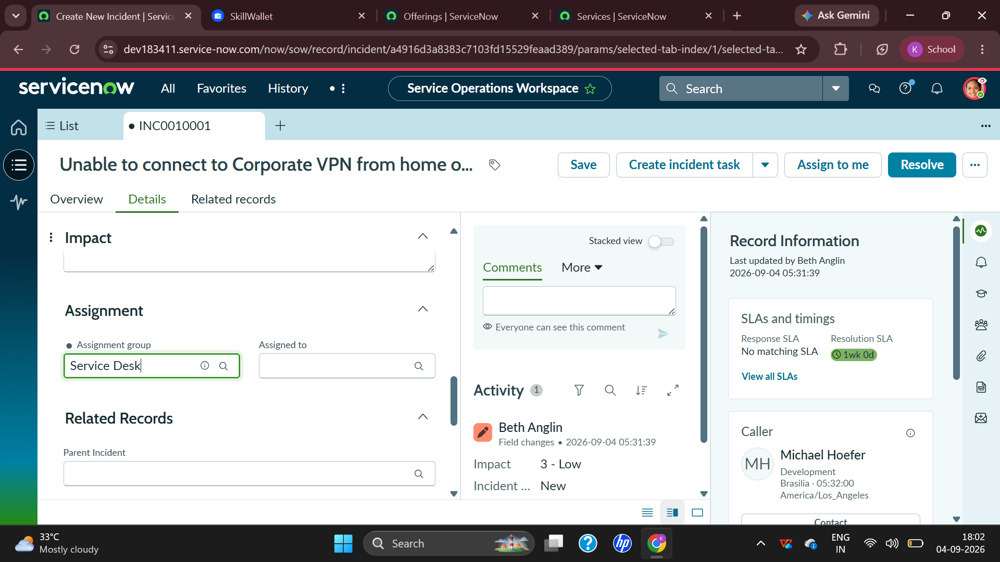 Create New Incident | Servic
SkillWallet
Offerings | ServiceNow
Services | ServiceNow
Ask Gemini
dev183411.service-now.com/now/sow/record/incident/a4916d3a8383c7103fd15529feaad389/params/selected-tab-index/1/selected-ta...
K School
servicenow
All
Favorites
History
Service Operations Workspace
Search
List
INC0010001
Unable to connect to Corporate VPN from home o...
Save
Create incident task
Assign to me
Resolve
Overview
Details
Related records
Impact
Assignment
Assignment group
Service Desk
Assigned to
Related Records
Parent Incident
Stacked view
Comments
More
Everyone can see this comment
Activity 1
Beth Anglin
Field changes • 2026-09-04 05:31:39
Impact 3 - Low
Incident ... New
Record Information
Last updated by Beth Anglin
2026-09-04 05:31:39
SLAs and timings
Response SLA
No matching SLA
Resolution SLA
1wk 0d
View all SLAs
Caller
MH
Michael Hoefer
Development
Brasilia · 05:32:00
America/Los_Angeles
Contact
33°C
Mostly cloudy
Search
hp
K
ENG
IN
18:02
04-09-2026